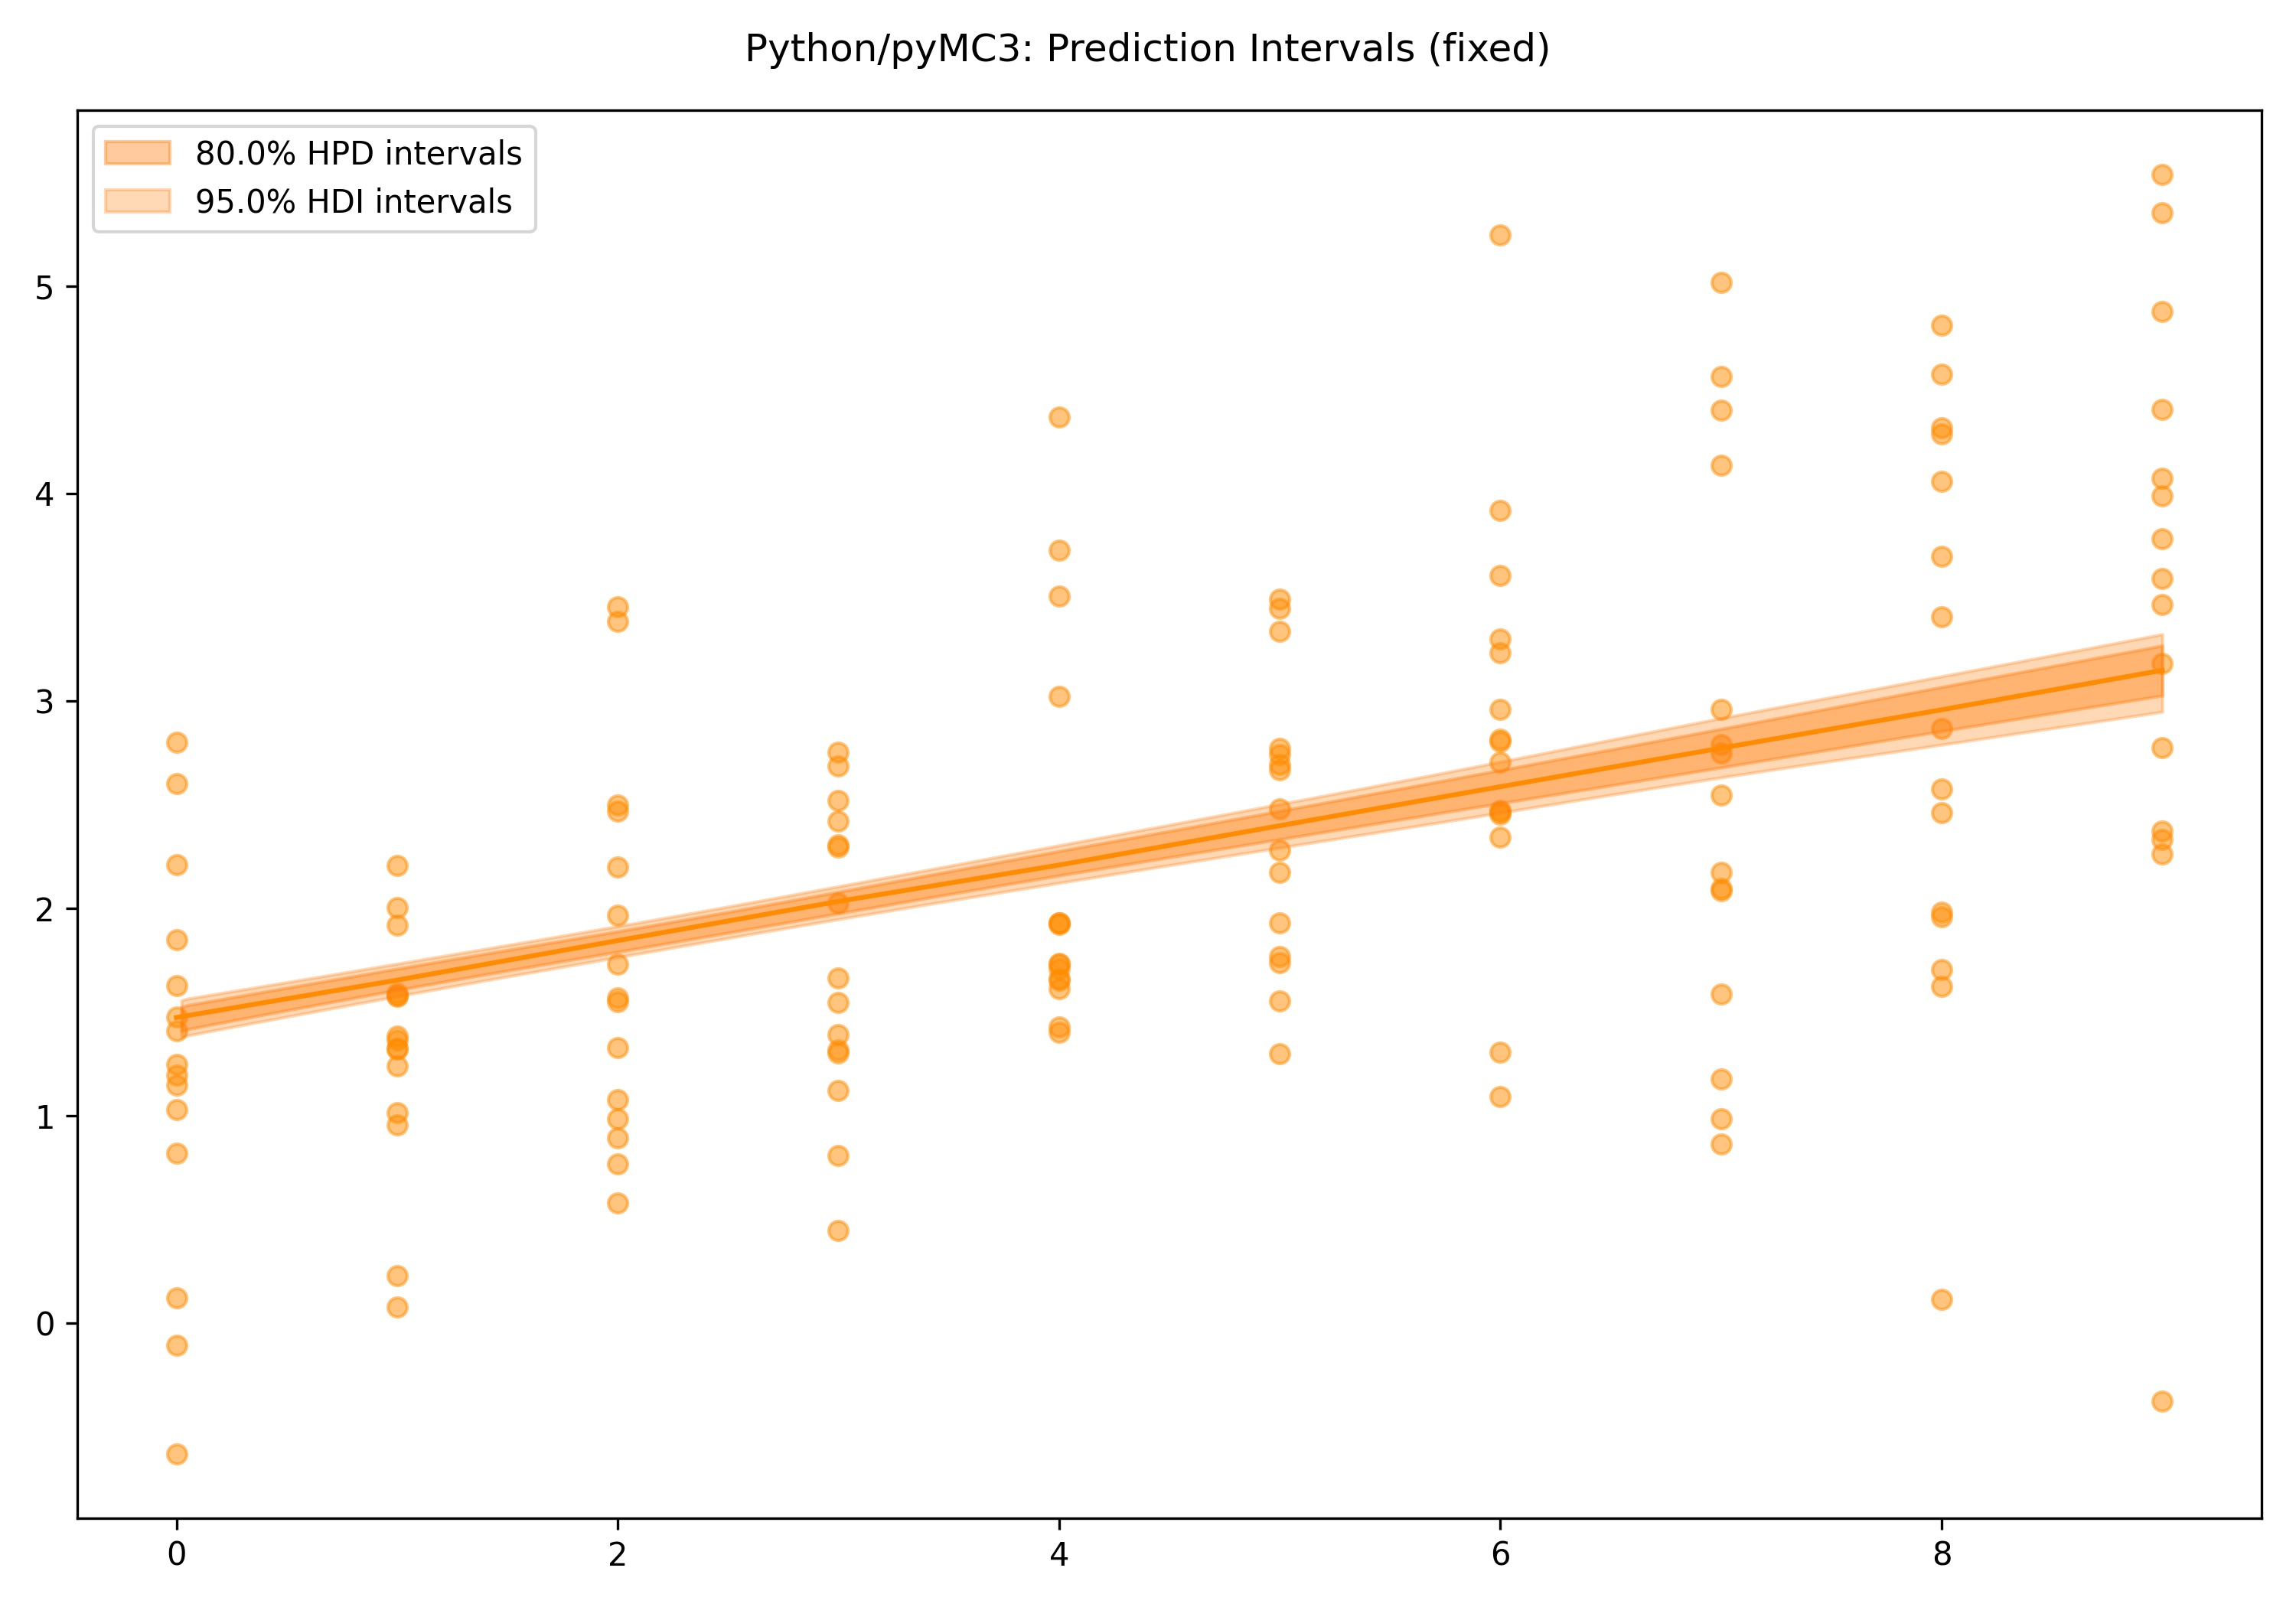 Python/pyMC3: Prediction Intervals (fixed)
80.0% HPD intervals
95.0% HDI intervals
5
4
3
2
1
0
0 2 4 6 8